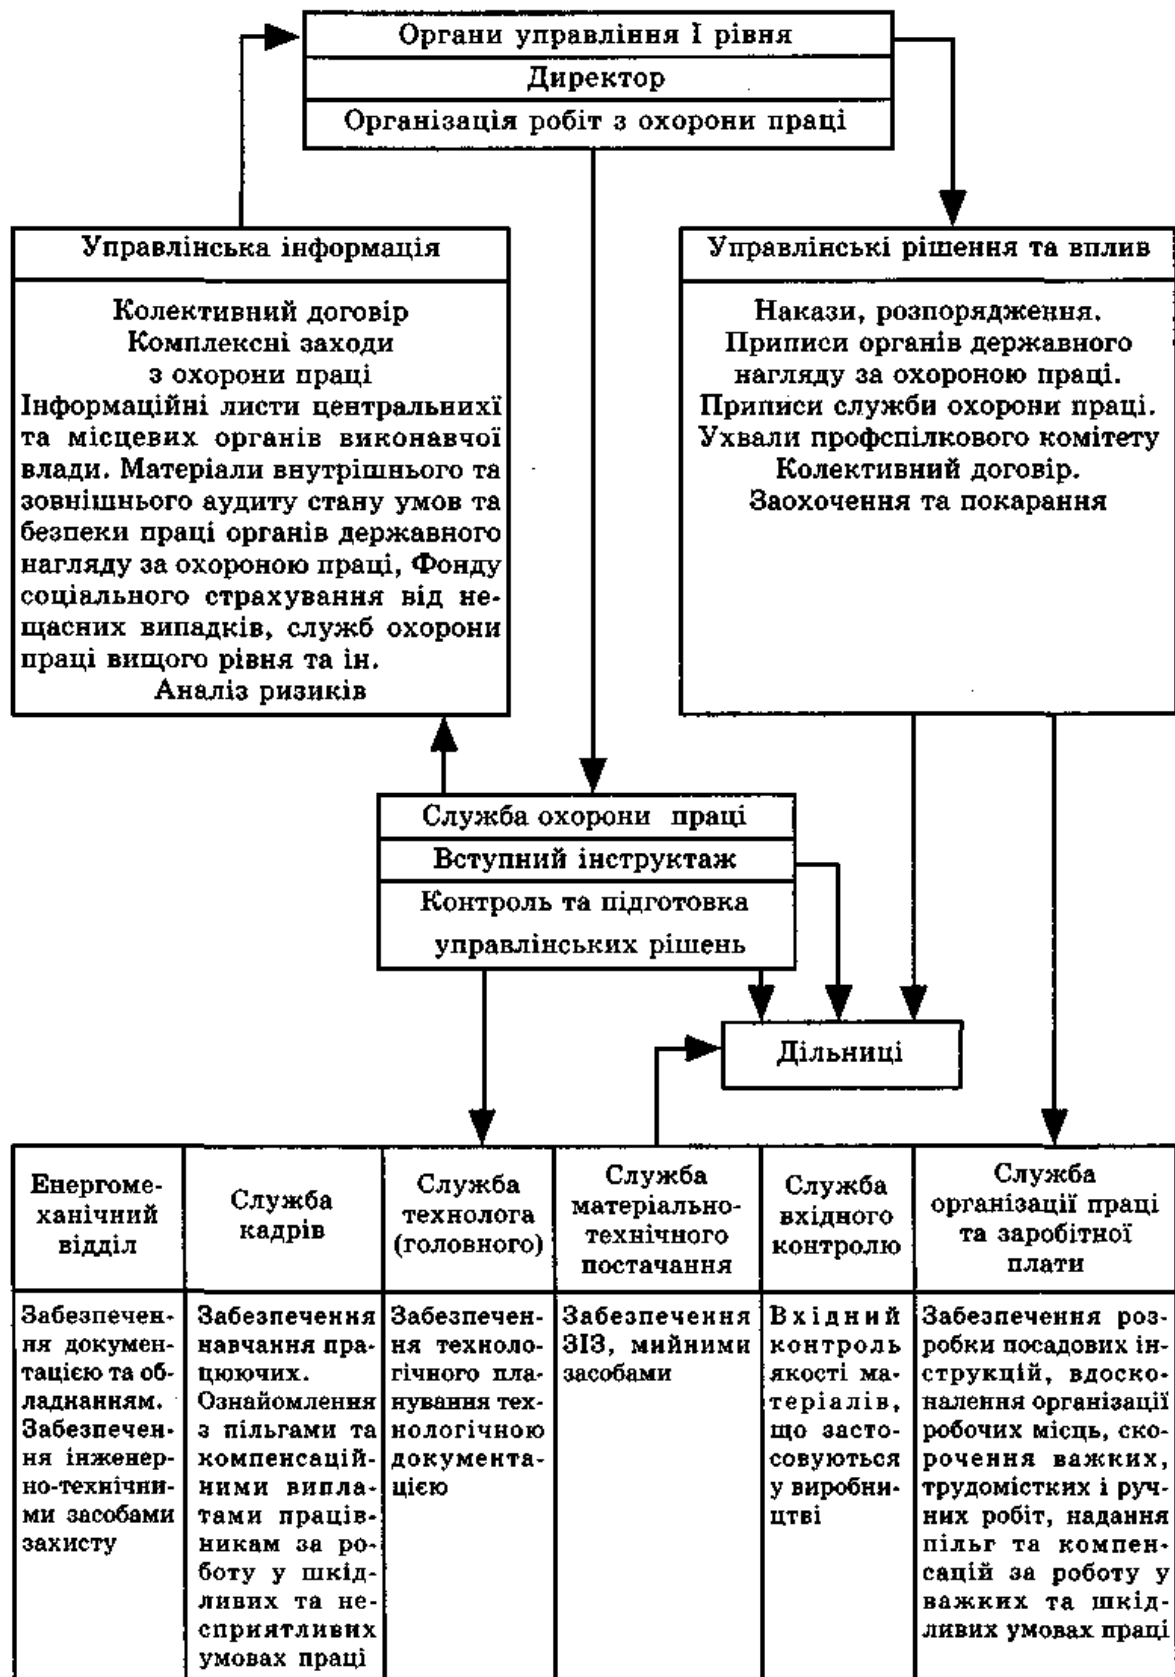 Органи управління I рівня
Директор
Організація робіт з охорони праці
Управлінська інформація
Колективний договір
Комплексні заходи
з охорони праці
Інформаційні листи центральнихї
та місцевих органів виконавчої
влади. Матеріали внутрішнього та
зовнішнього аудиту стану умов та
безпеки праці органів державного
нагляду за охороною праці, Фонду
соціального страхування від не-
щасних випадків, служб охорони
праці вищого рівня та ін.
Аналіз ризиків
Управлінські рішення та вплив
Накази, розпорядження.
Приписи органів державного
нагляду за охороною праці.
Приписи служби охорони праці.
Ухвали профспілкового комітету
Колективний договір.
Заохочення та покарання
Служба охорони праці
Вступний інструктаж
Контроль та підготовка
управлінських рішень
Дільниці
Енергоме-
ханічний
відділ
Служба
кадрів
Служба
технолога
(головного)
Служба
матеріально-
технічного
постачання
Служба
вхідного
контролю
Служба
організації праці
та заробітної
плати
Забезпечен-
ня докумен-
тацією та об-
ладнанням.
Забезпечен-
ня інженер-
но-технічни-
ми засобами
захисту
Забезпечення
навчання пра-
цюючих.
Ознайомлення
з пільгами та
компенсацій-
ними випла-
тами праців-
никам за ро-
боту у шкід-
ливих та не-
сприятливих
умовах праці
Забезпечен-
ня техноло-
гічного пла-
нування тех-
нологічною
документа-
цією
Забезпечення
ЗІЗ, мийними
засобами
Вхідний
контроль
якості ма-
теріалів,
що засто-
совуються
у виробни-
цтві
Забезпечення роз-
робки посадових ін-
струкцій, вдоско-
налення організації
робочих місць, ско-
рочення важких,
трудомістких і руч-
них робіт, надання
пільг та компен-
сацій за роботу у
важких та шкід-
ливих умовах праці